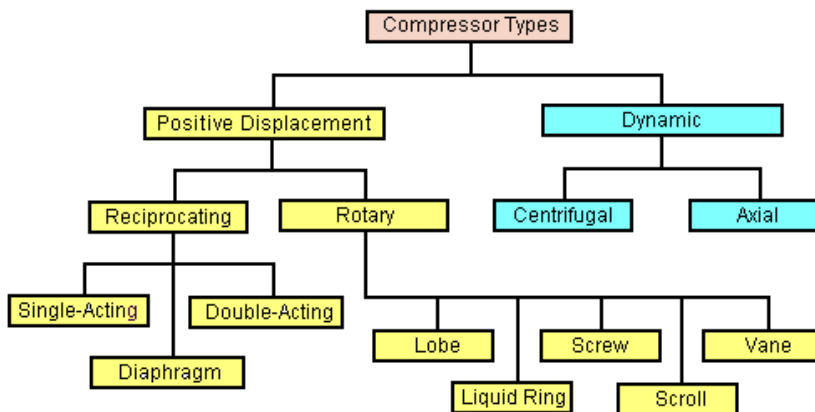 Compressor Types
Positive Displacement
Dynamic
Reciprocating
Rotary
Centrifugal
Axial
Single-Acting
Double-Acting
Diaphragm
Lobe
Screw
Vane
Liquid Ring
Scroll